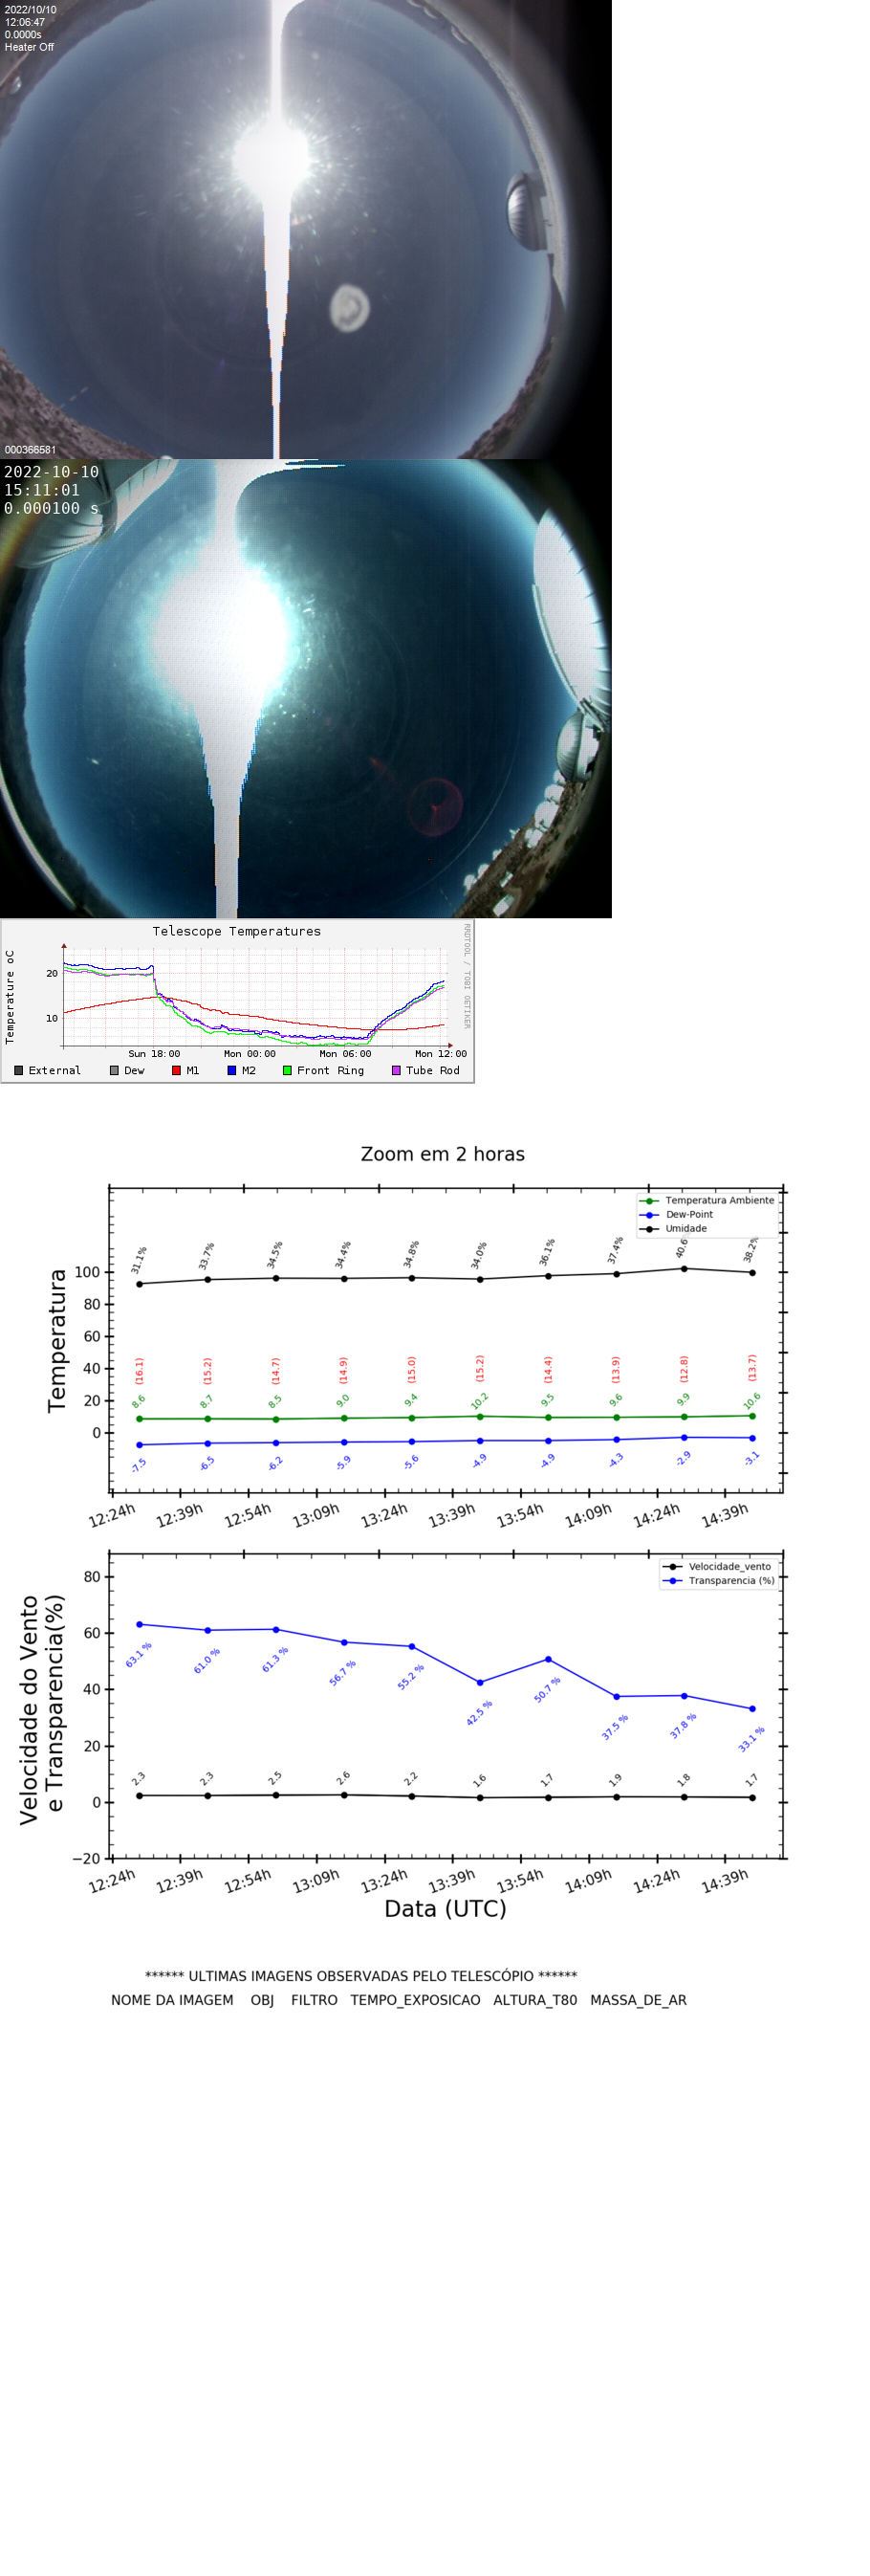 2022/10/10
12:06:47
0.0000s
Heater Off
000366581
2022-10-10
15:11:01
0.000100 s
Telescope Temperatures
RRDTOOL / TOBI OETIKER
Temperature oC
20
10
Sun 18:00 Mon 00:00 Mon 06:00 Mon 12:00
External Dew M1 M2 Front Ring Tube Rod
Zoom em 2 horas
Temperatura Ambiente
Dew-Point
Umidade
31.1% 33.7% 34.5% 34.4% 34.8% 34.0% 36.1% 37.4% 40.6 38.2%
Temperatura
100
80
60
40
20
0
(16.1) (15.2) (14.7) (14.9) (15.0) (15.2) (14.4) (13.9) (12.8) (13.7)
8.6 8.7 8.5 9.0 9.4 10.2 9.5 9.6 9.9 10.6
-7.5 -6.5 -6.2 -5.9 -5.6 -4.9 -4.9 -4.3 -2.9 -3.1
12:24h 12:39h 12:54h 13:09h 13:24h 13:39h 13:54h 14:09h 14:24h 14:39h
Velocidade_vento
Transparencia (%)
Velocidade do Vento
e Transparencia(%)
80
60
40
20
0
−20
63.1 % 61.0 % 61.3 % 56.7 % 55.2 % 42.5 % 50.7 % 37.5 % 37.8 % 33.1 %
2.3 2.3 2.5 2.6 2.2 1.6 1.7 1.9 1.8 1.7
12:24h 12:39h 12:54h 13:09h 13:24h 13:39h 13:54h 14:09h 14:24h 14:39h
Data (UTC)
****** ULTIMAS IMAGENS OBSERVADAS PELO TELESCÓPIO ******
NOME DA IMAGEM OBJ FILTRO TEMPO_EXPOSICAO ALTURA_T80 MASSA_DE_AR